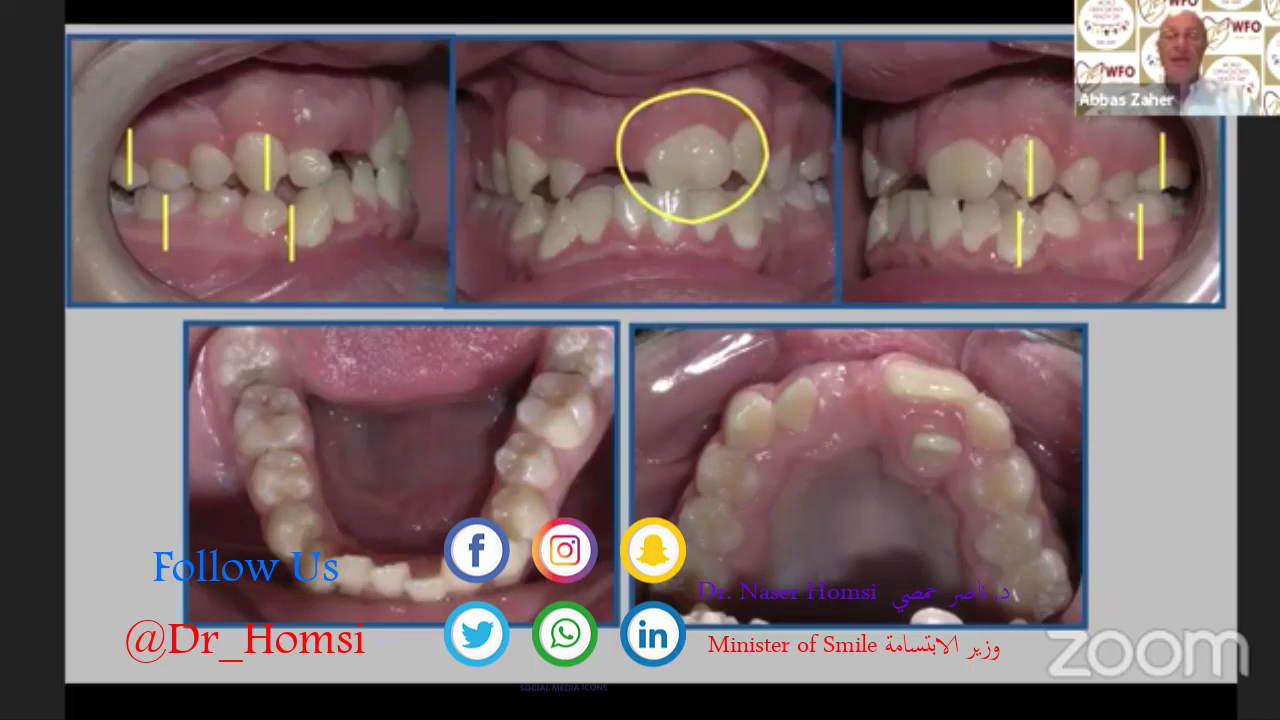 WFO
WFO
WFO
Abbas Zaher
Follow Us
@Dr_Homsi
Dr. Naser Homsi د. ناصر حمصي
Minister of Smile وزير الابتسامة
zoom
SOCIAL MEDIA ICONS